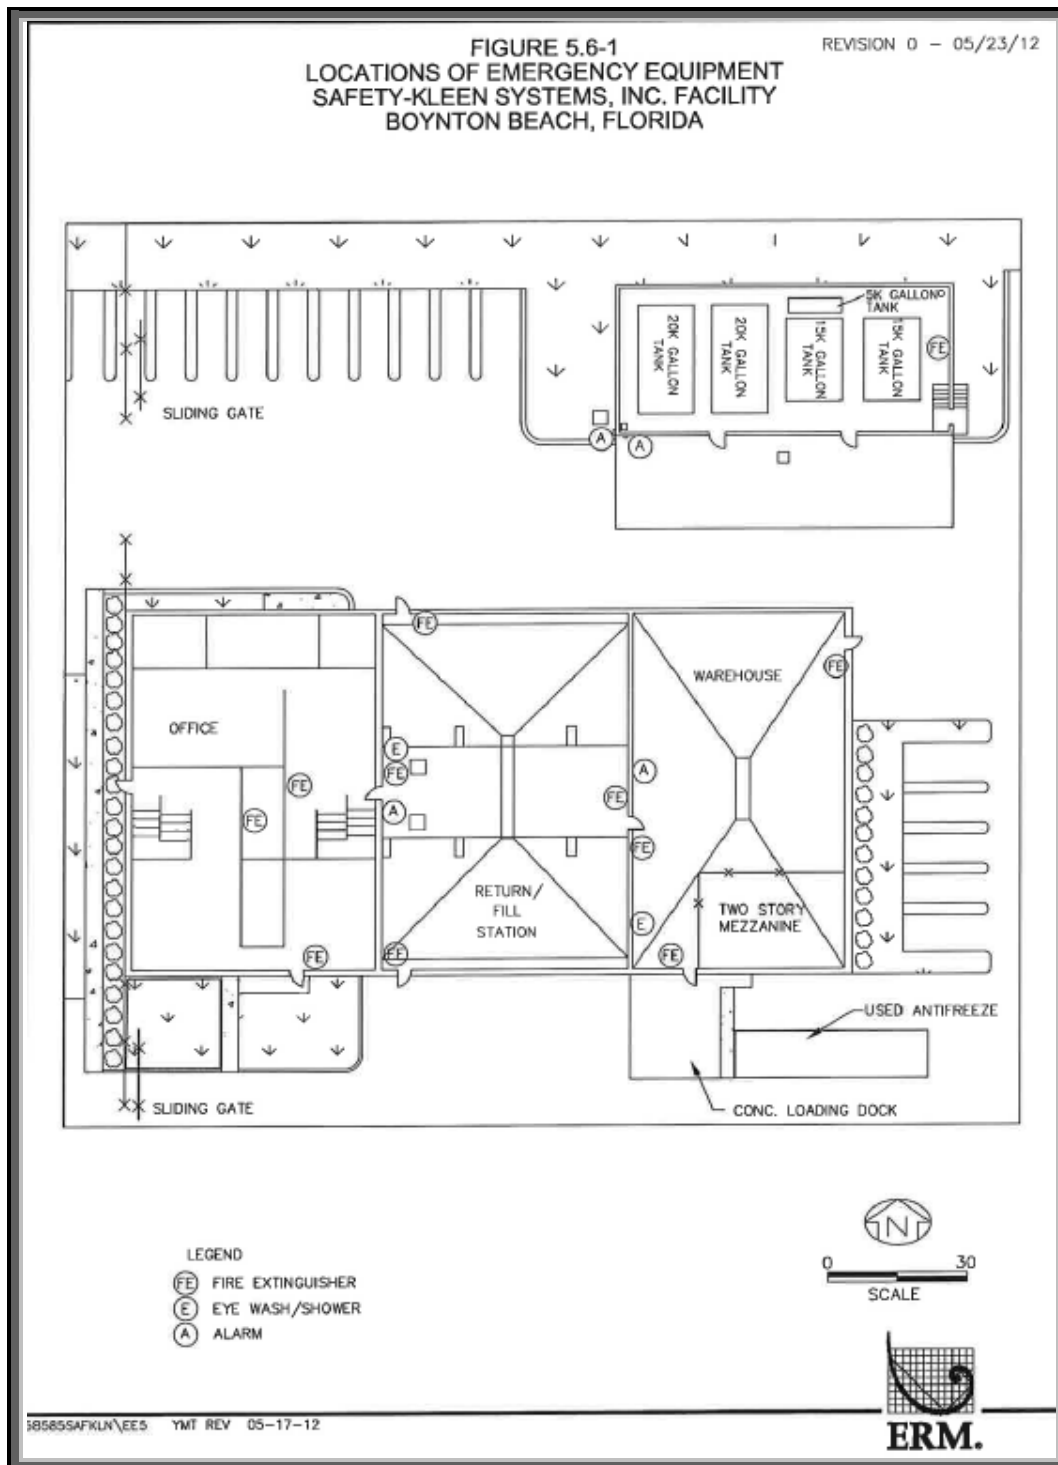 FIGURE 5.6-1
LOCATIONS OF EMERGENCY EQUIPMENT
SAFETY-KLEEN SYSTEMS, INC. FACILITY
BOYNTON BEACH, FLORIDA
REVISION 0 – 05/23/12
5K GALLON
TANK
20K GALLON
TANK
20K GALLON
TANK
15K GALLON
TANK
15K GALLON
TANK
FE
SLIDING GATE
A
A
FE
WAREHOUSE
FE
OFFICE
E
FE
FE
A
FE
A
FE
FE
RETURN/
FILL
STATION
TWO STORY
MEZZANINE
E
FE
FE
FE
USED ANTIFREEZE
SLIDING GATE
CONC. LOADING DOCK
N
0 30
SCALE
LEGEND
FE FIRE EXTINGUISHER
E EYE WASH/SHOWER
A ALARM
58585SAFKLN\EE5 YMT REV 05-17-12
ERM.